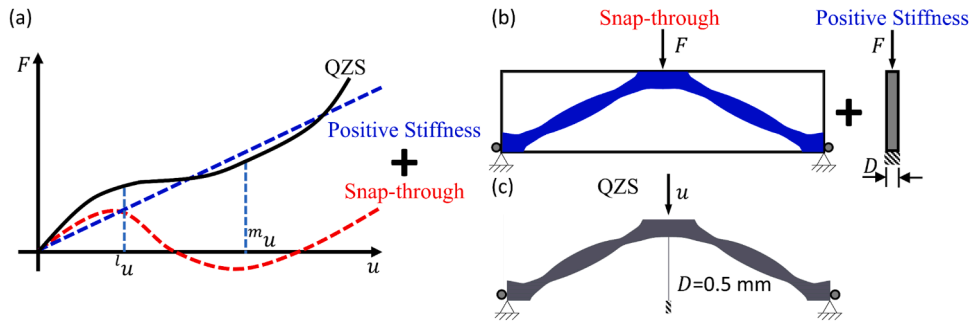 (a)
F
QZS
Positive Stiffness
+
Snap-through
ˡu
ᵐu
u
(b)
Snap-through
F
+
Positive Stiffness
F
D
(c)
QZS
u
D=0.5 mm